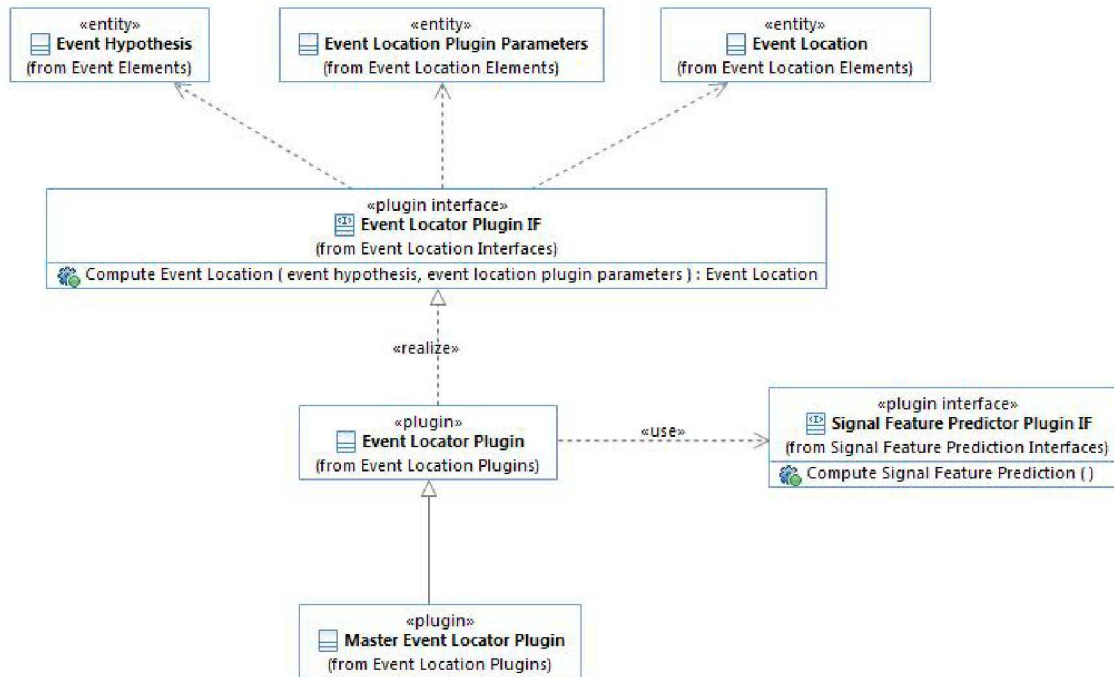 «entity»
Event Hypothesis
(from Event Elements)
«entity»
Event Location Plugin Parameters
(from Event Location Elements)
«entity»
Event Location
(from Event Location Elements)
«plugin interface»
Event Locator Plugin IF
(from Event Location Interfaces)
Compute Event Location ( event hypothesis, event location plugin parameters ) : Event Location
«realize»
«plugin»
Event Locator Plugin
(from Event Location Plugins)
«use»
«plugin interface»
Signal Feature Predictor Plugin IF
(from Signal Feature Prediction Interfaces)
Compute Signal Feature Prediction ( )
«plugin»
Master Event Locator Plugin
(from Event Location Plugins)